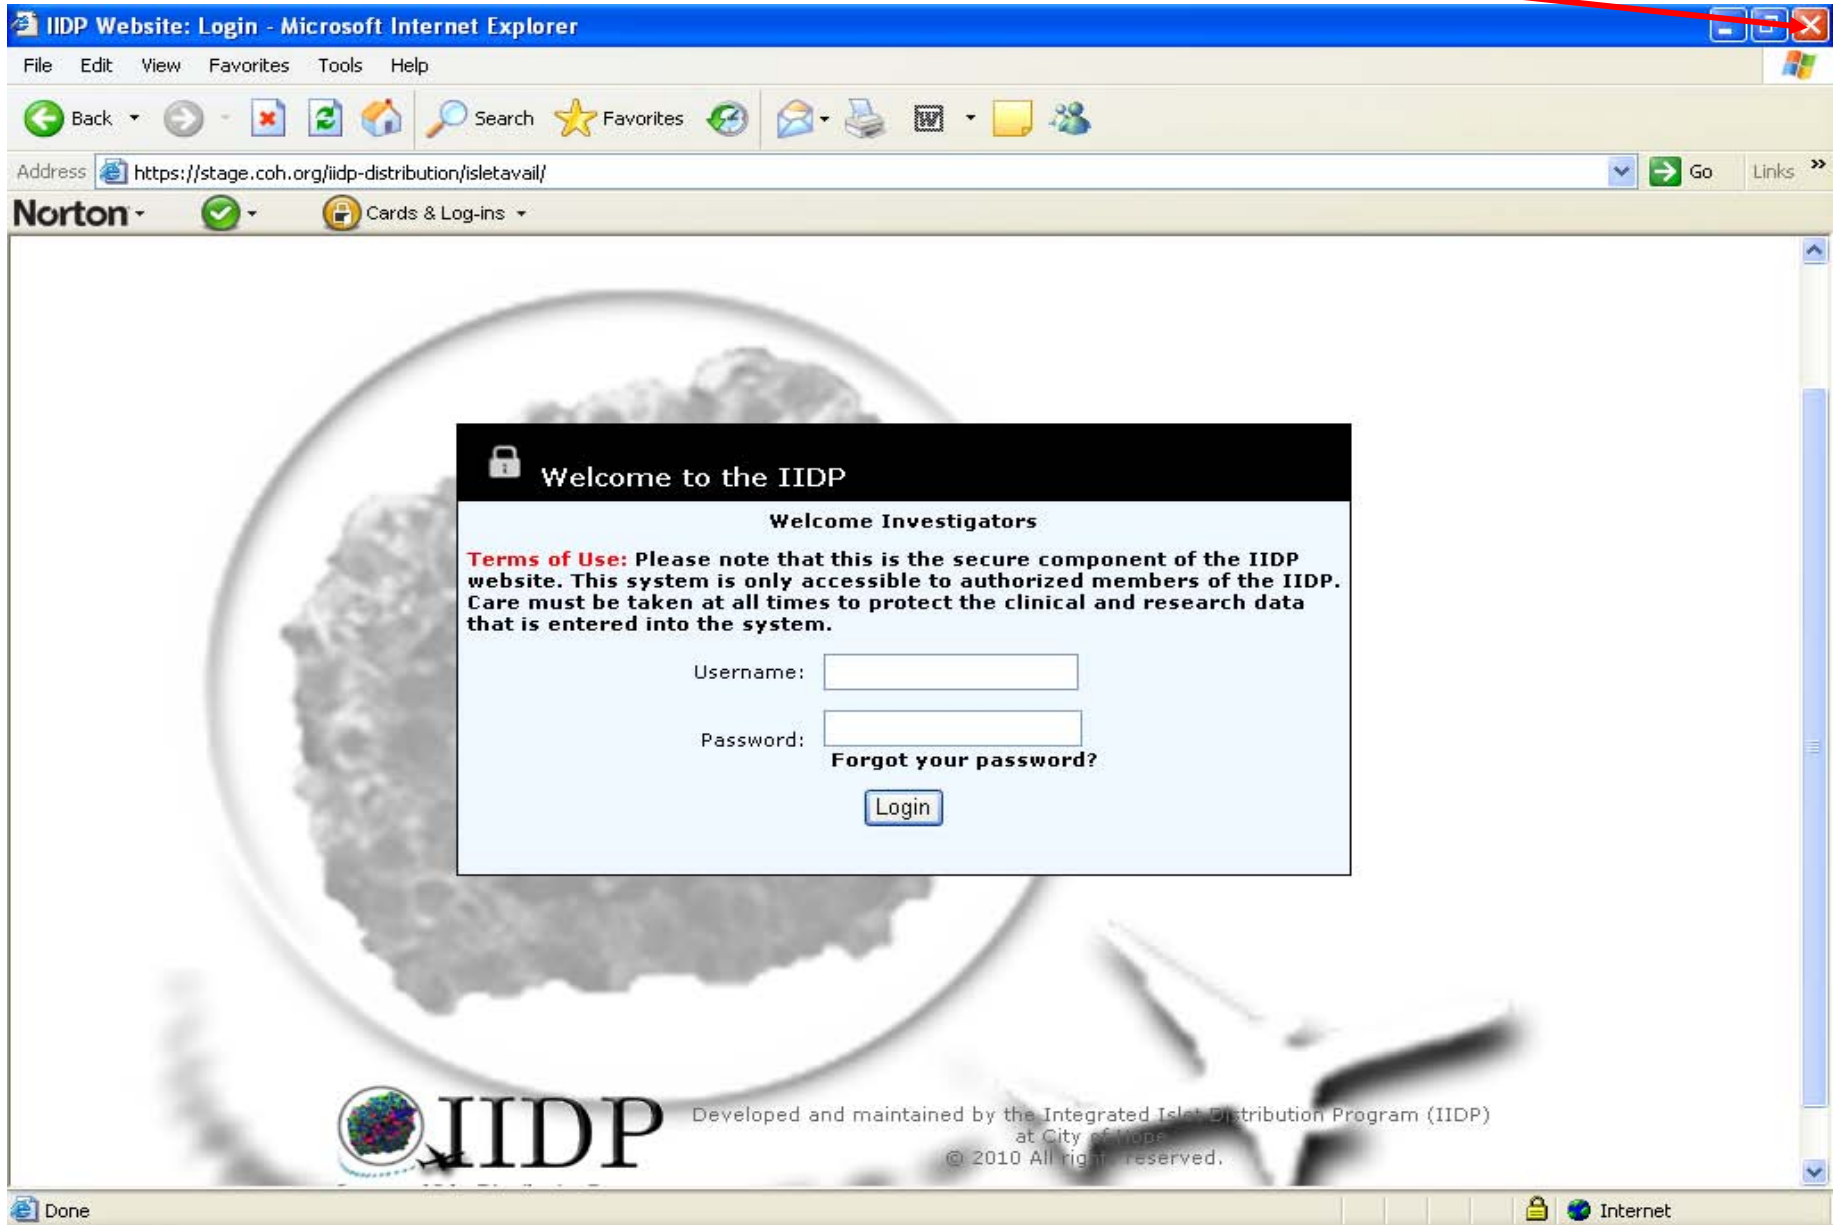 IIDP Website: Login - Microsoft Internet Explorer
File Edit View Favorites Tools Help
Back Search Favorites
Address https://stage.coh.org/iidp-distribution/isletavail/ Go Links »
Norton Cards & Log-ins
Welcome to the IIDP
Welcome Investigators
Terms of Use: Please note that this is the secure component of the IIDP
website. This system is only accessible to authorized members of the IIDP.
Care must be taken at all times to protect the clinical and research data
that is entered into the system.
Username:
Password:
Forgot your password?
Login
IIDP
Developed and maintained by the Integrated Islet Distribution Program (IIDP)
at City of Hope
© 2010 All rights reserved.
Done Internet